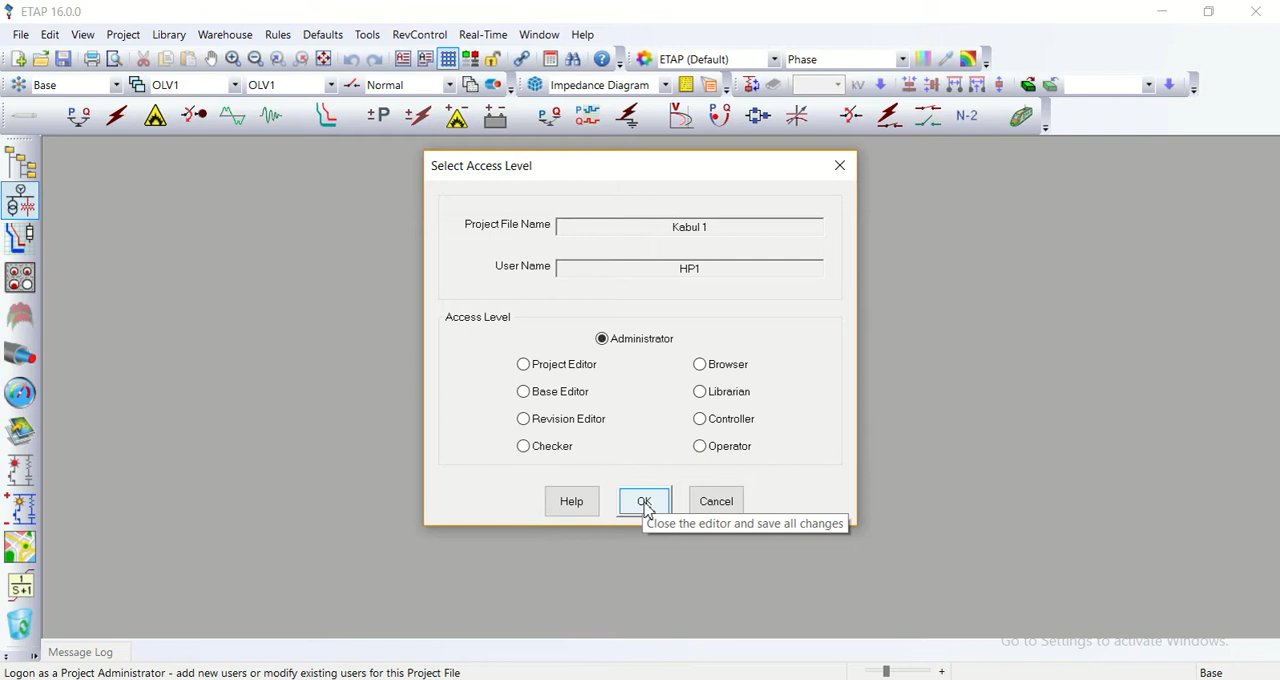 ETAP 16.0.0
File Edit View Project Library Warehouse Rules Defaults Tools RevControl Real-Time Window Help
ETAP (Default) Phase
Base OLV1 OLV1 Normal Impedance Diagram kV
P Q P P Q V P Q N-2
Select Access Level
Project File Name Kabul 1
User Name HP1
Access Level
Administrator
Project Editor Browser
Base Editor Librarian
Revision Editor Controller
Checker Operator
Help OK Cancel
Close the editor and save all changes
1
S+1
Go to Settings to activate Windows.
Message Log
Logon as a Project Administrator - add new users or modify existing users for this Project File Base